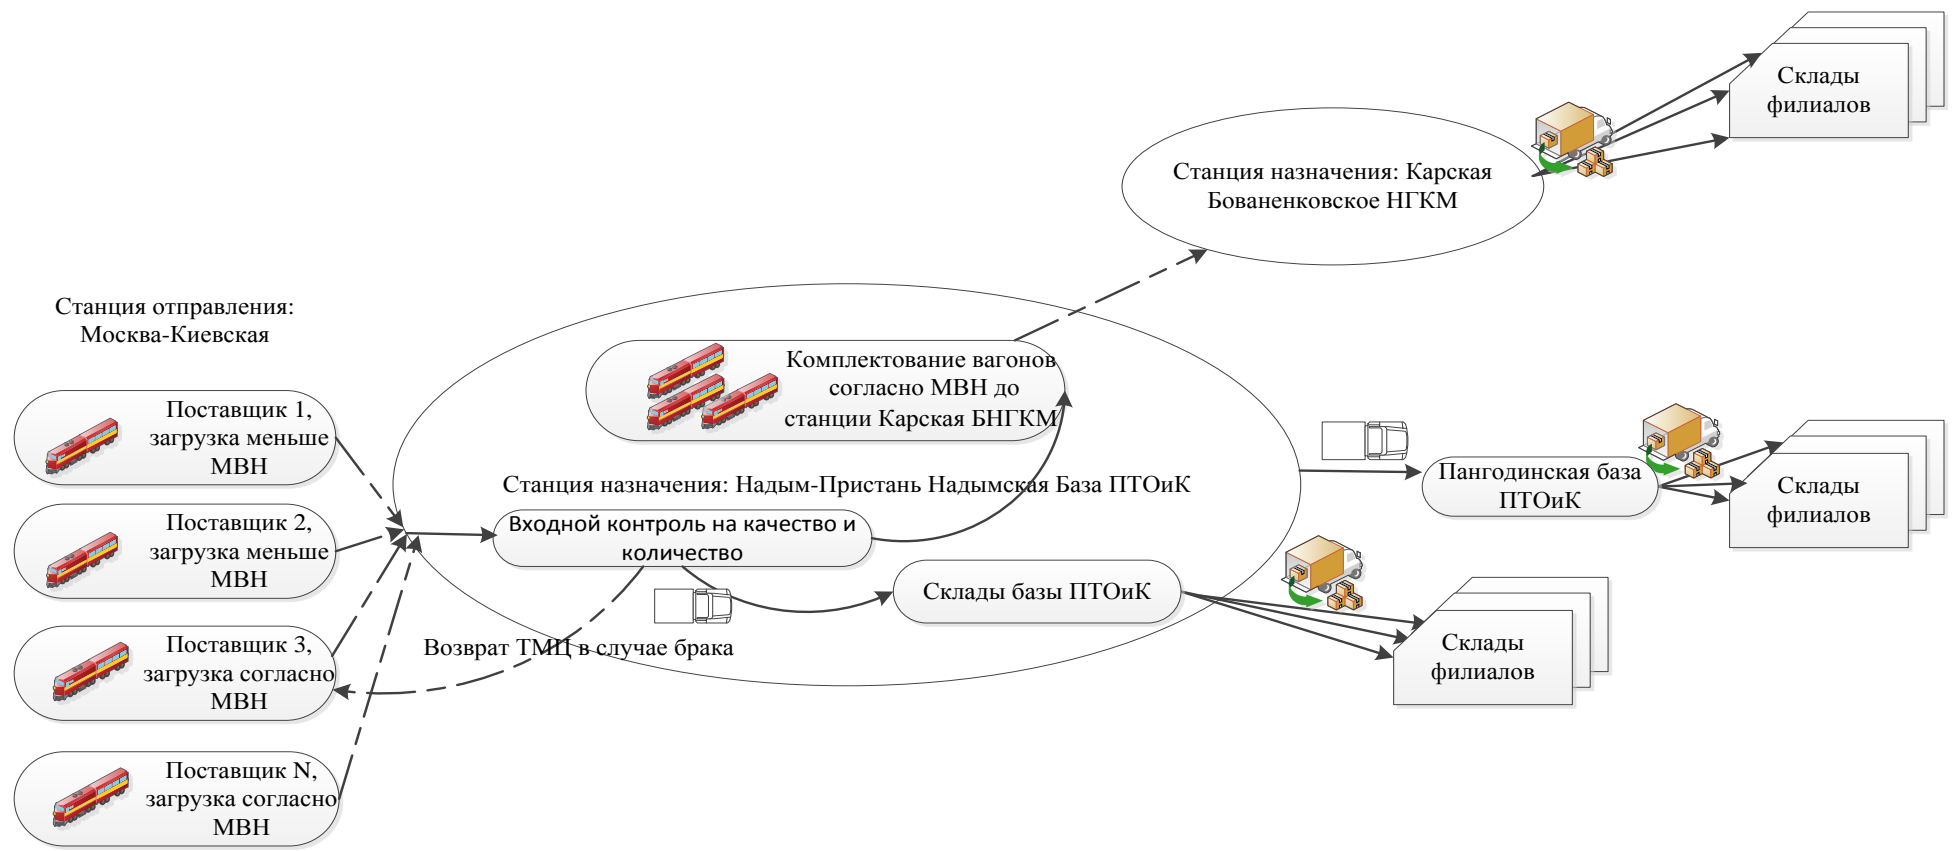 Склады
филиалов
Станция назначения: Карская
Бованенковское НГКМ
Станция отправления:
Москва-Киевская
Комплектование вагонов
согласно МВН до
станции Карская БНГКМ
Поставщик 1,
загрузка меньше
МВН
Станция назначения: Надым-Пристань Надымская База ПТОиК
Пангодинская база
ПТОиК
Склады
филиалов
Поставщик 2,
загрузка меньше
МВН
Входной контроль на качество и
количество
Склады базы ПТОиК
Возврат ТМЦ в случае брака
Склады
филиалов
Поставщик 3,
загрузка согласно
МВН
Поставщик N,
загрузка согласно
МВН